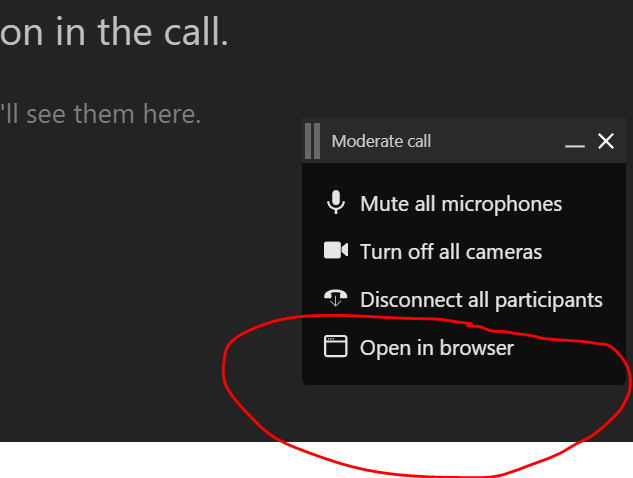 on in the call.
'll see them here.
Moderate call
Mute all microphones
Turn off all cameras
Disconnect all participants
Open in browser